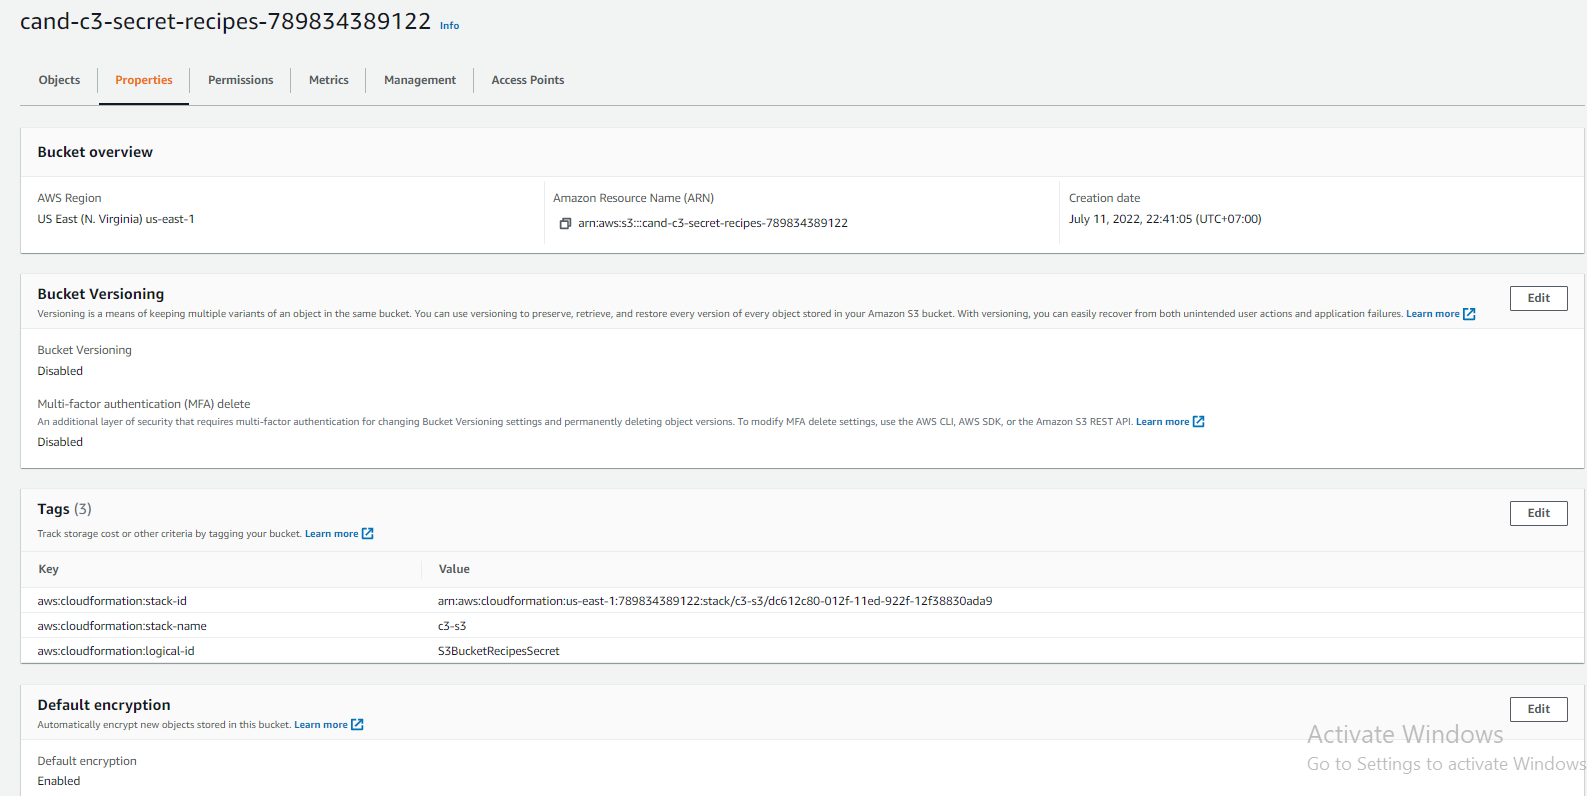 cand-c3-secret-recipes-789834389122 Info
Objects Properties Permissions Metrics Management Access Points
Bucket overview
AWS Region
US East (N. Virginia) us-east-1
Amazon Resource Name (ARN)
arn:aws:s3:::cand-c3-secret-recipes-789834389122
Creation date
July 11, 2022, 22:41:05 (UTC+07:00)
Bucket Versioning
Edit
Versioning is a means of keeping multiple variants of an object in the same bucket. You can use versioning to preserve, retrieve, and restore every version of every object stored in your Amazon S3 bucket. With versioning, you can easily recover from both unintended user actions and application failures. Learn more
Bucket Versioning
Disabled
Multi-factor authentication (MFA) delete
An additional layer of security that requires multi-factor authentication for changing Bucket Versioning settings and permanently deleting object versions. To modify MFA delete settings, use the AWS CLI, AWS SDK, or the Amazon S3 REST API. Learn more
Disabled
Tags (3)
Edit
Track storage cost or other criteria by tagging your bucket. Learn more
Key Value
aws:cloudformation:stack-id arn:aws:cloudformation:us-east-1:789834389122:stack/c3-s3/dc612c80-012f-11ed-922f-12f38830ada9
aws:cloudformation:stack-name c3-s3
aws:cloudformation:logical-id S3BucketRecipesSecret
Default encryption
Edit
Automatically encrypt new objects stored in this bucket. Learn more
Default encryption
Enabled
Activate Windows
Go to Settings to activate Windows